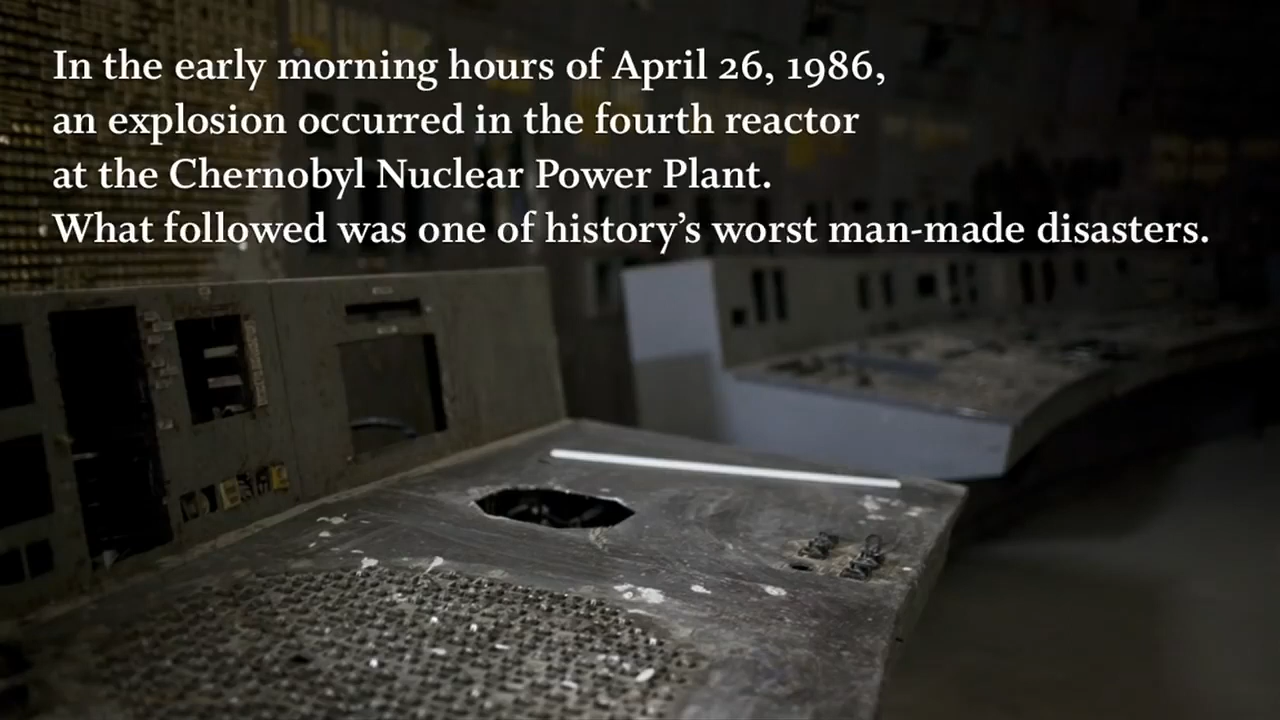 In the early morning hours of April 26, 1986,
an explosion occurred in the fourth reactor
at the Chernobyl Nuclear Power Plant.
What followed was one of history’s worst man-made disasters.